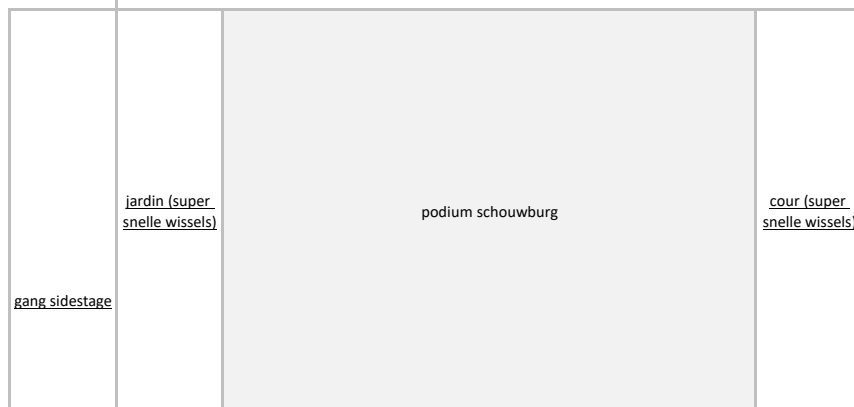 jardin (super
snelle wissels)
podium schouwburg
cour (super
snelle wissels)
gang sidestage